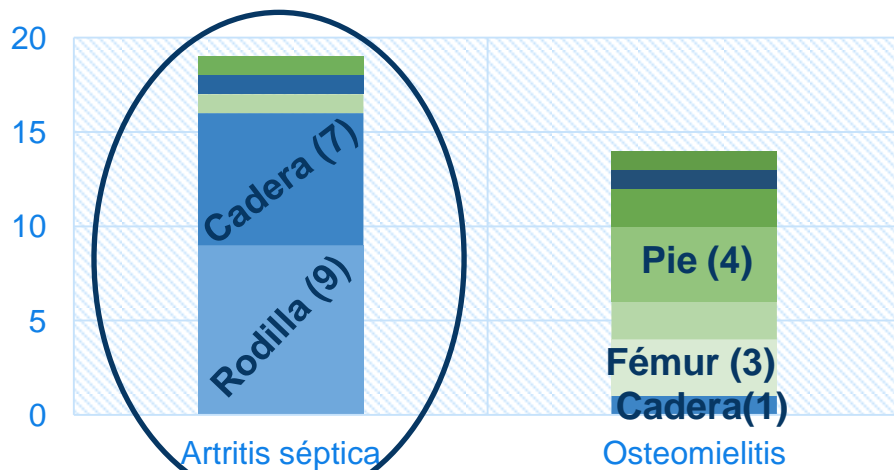 20
15
10
5
0
Cadera (7)
Rodilla (9)
Pie (4)
Fémur (3)
Cadera(1)
Artritis séptica
Osteomielitis